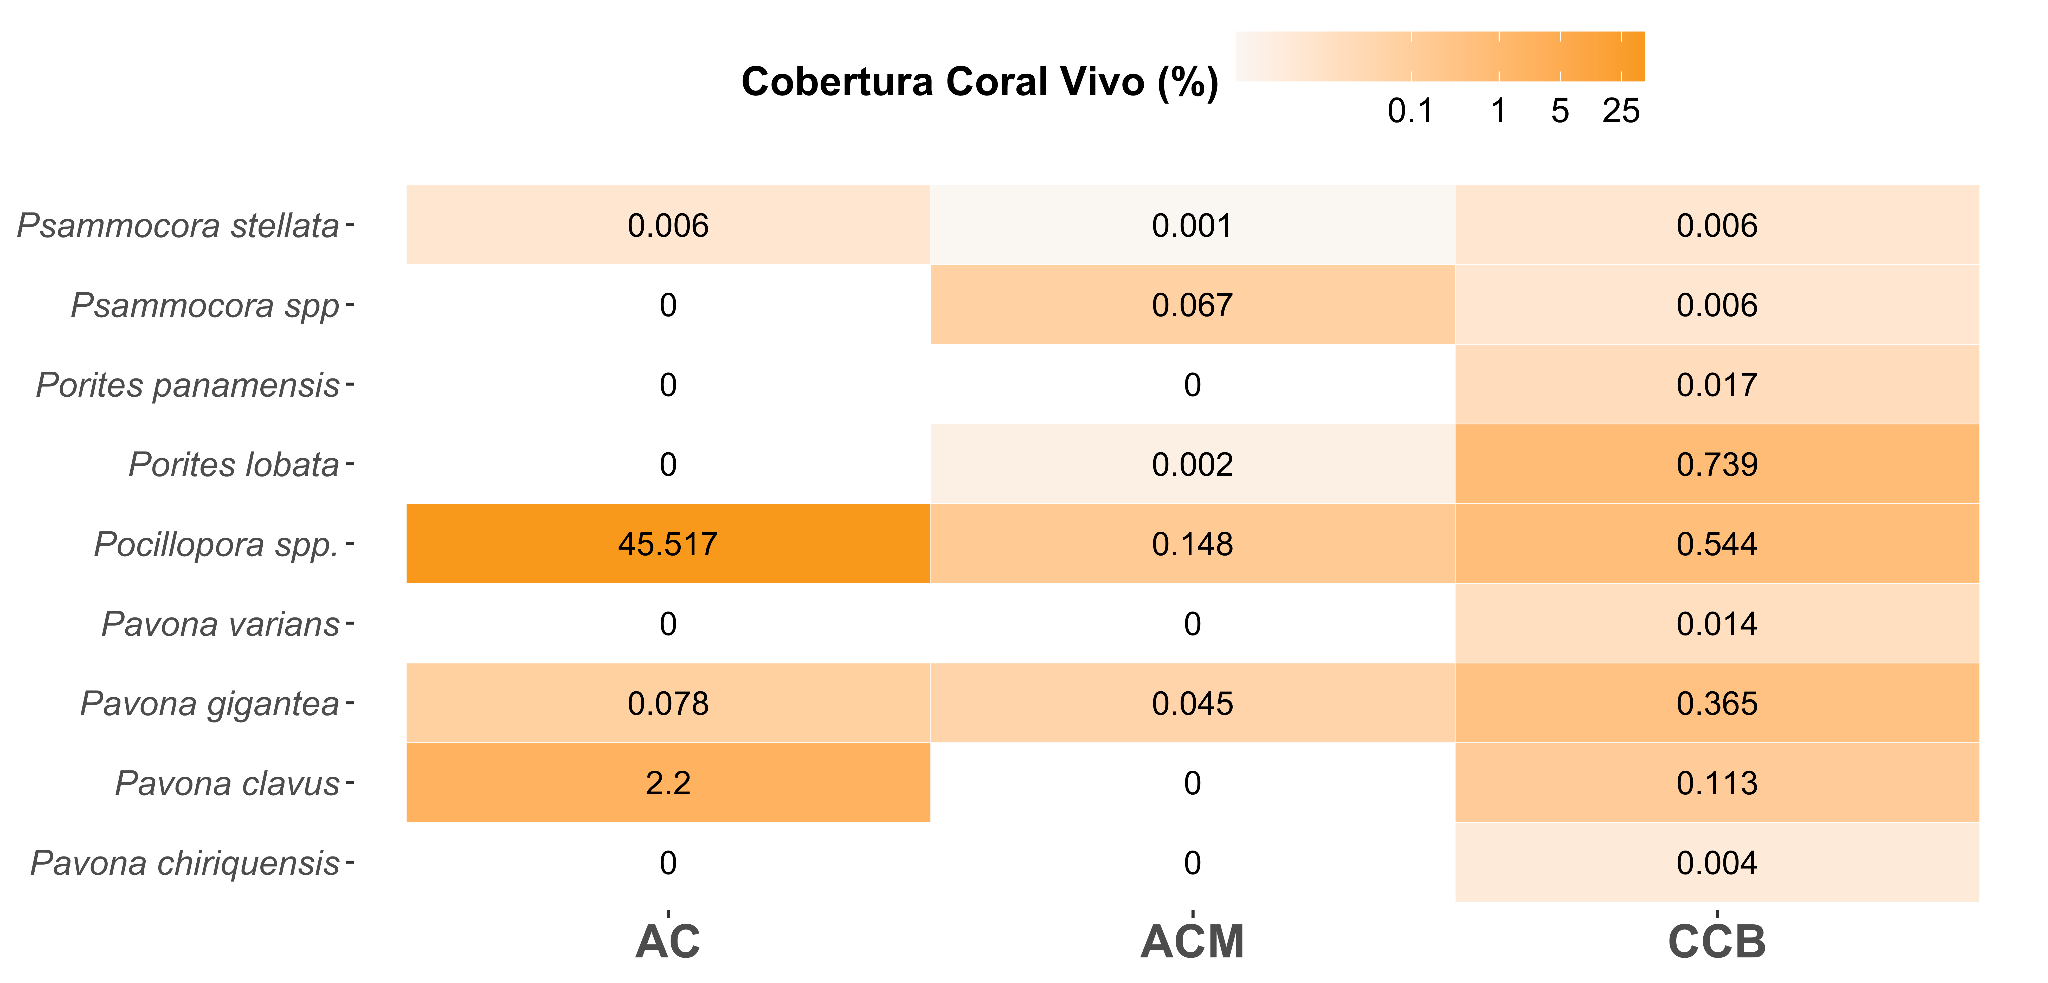 Cobertura Coral Vivo (%)
0.1 1 5 25
Psammocora stellata 0.006 0.001 0.006
Psammocora spp 0 0.067 0.006
Porites panamensis 0 0 0.017
Porites lobata 0 0.002 0.739
Pocillopora spp. 45.517 0.148 0.544
Pavona varians 0 0 0.014
Pavona gigantea 0.078 0.045 0.365
Pavona clavus 2.2 0 0.113
Pavona chiriquensis 0 0 0.004
AC ACM CCB